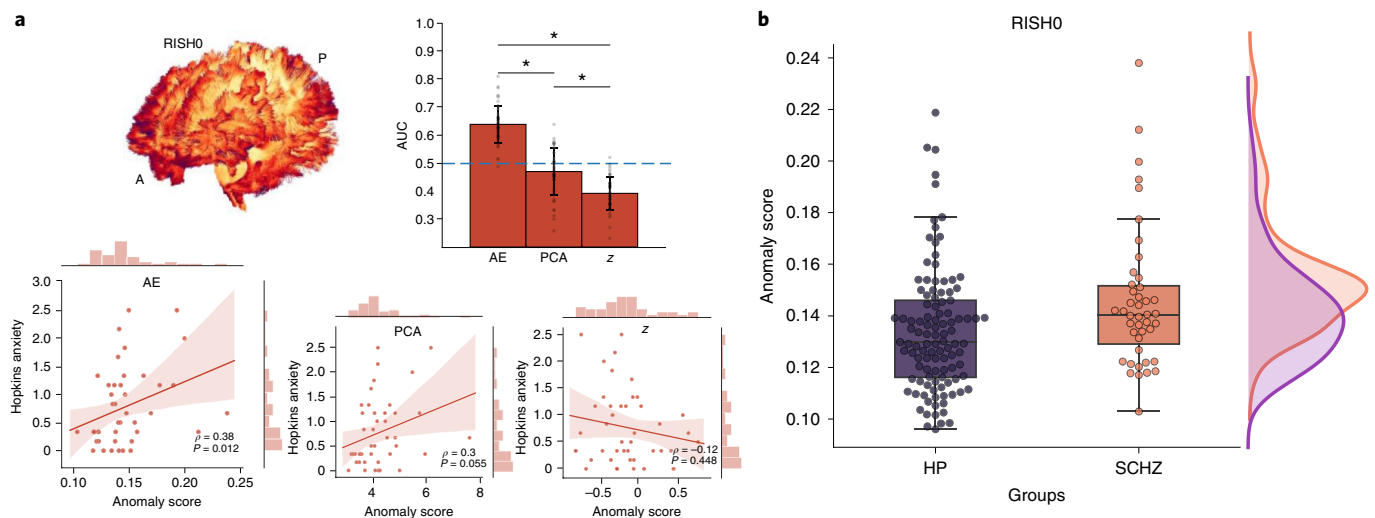 a
RISH0
P
A
1.0
0.9
0.8
0.7
0.6
0.5
0.4
0.3
AUC
*
*
*
AE
PCA
z
AE
3.0
2.5
2.0
1.5
1.0
0.5
0
Hopkins anxiety
ρ = 0.38
P = 0.012
0.10
0.15
0.20
0.25
Anomaly score
PCA
2.5
2.0
1.5
1.0
0.5
0
Hopkins anxiety
ρ = 0.3
P = 0.055
4
6
8
Anomaly score
z
2.5
2.0
1.5
1.0
0.5
0
Hopkins anxiety
ρ = −0.12
P = 0.448
−0.5
0
0.5
Anomaly score
b
RISH0
0.24
0.22
0.20
0.18
0.16
0.14
0.12
0.10
Anomaly score
HP
SCHZ
Groups